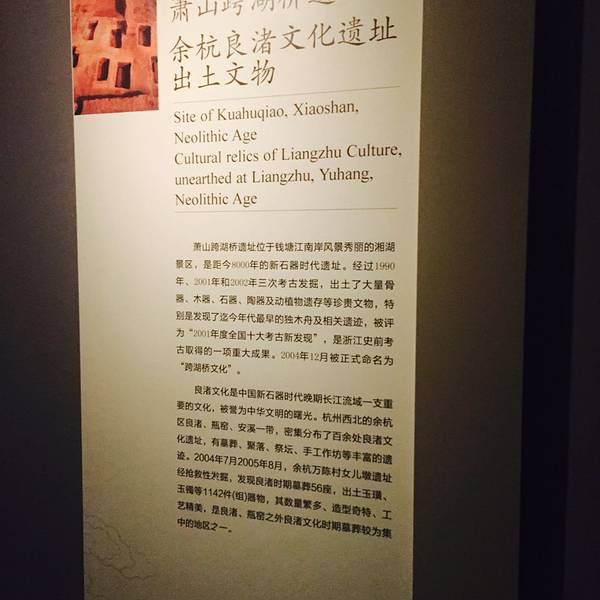 萧山跨湖桥遗
余杭良渚文化遗址
出土文物
Site of Kuahuqiao, Xiaoshan,
Neolithic Age
Cultural relics of Liangzhu Culture,
unearthed at Liangzhu, Yuhang,
Neolithic Age
萧山跨湖桥遗址位于钱塘江南岸风景秀丽的湘湖
景区，是距今8000年的新石器时代遗址。经过1990
年、2001年和2002年三次考古发掘，出土了大量骨
器、木器、石器、陶器及动植物遗存等珍贵文物，特
别是发现了迄今年代最早的独木舟及相关遗迹，被评
为“2001年度全国十大考古新发现”，是浙江史前考
古取得的一项重大成果。2004年12月被正式命名为
“跨湖桥文化”。
良渚文化是中国新石器时代晚期长江流域一支重
要的文化，被誉为中华文明的曙光。杭州西北的余杭
区良渚、瓶窑、安溪一带，密集分布了百余处良渚文
化遗址，有墓葬、聚落、祭坛、手工作坊等丰富的遗
迹。2004年7月2005年8月，余杭万陈村女儿墩遗址
经抢救性发掘，发现良渚时期墓葬56座，出土玉璜、
玉镯等1142件(组)器物，其数量繁多、造型奇特、工
艺精美，是良渚、瓶窑之外良渚文化时期墓葬较为集
中的地区之一。